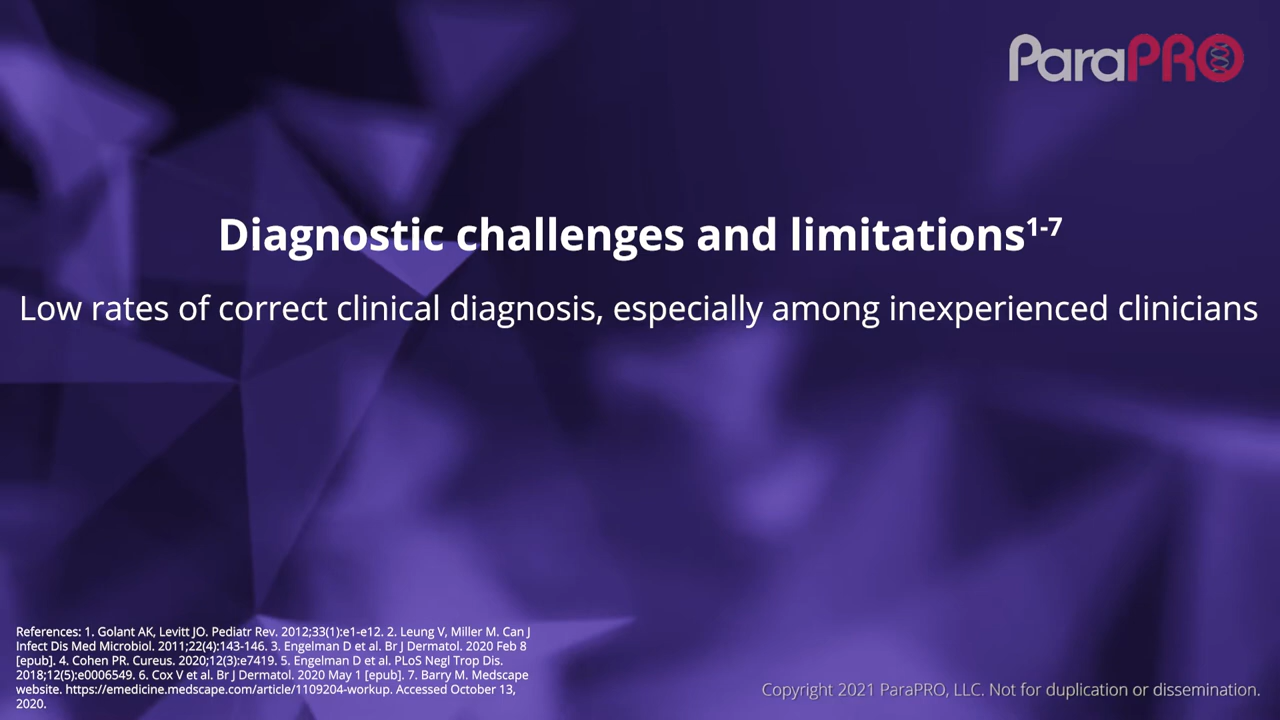 ParaPRO
Diagnostic challenges and limitations1-7
Low rates of correct clinical diagnosis, especially among inexperienced clinicians
References: 1. Golant AK, Levitt JO. Pediatr Rev. 2012;33(1):e1-e12. 2. Leung V, Miller M. Can J
Infect Dis Med Microbiol. 2011;22(4):143-146. 3. Engelman D et al. Br J Dermatol. 2020 Feb 8
[epub]. 4. Cohen PR. Cureus. 2020;12(3):e7419. 5. Engelman D et al. PLoS Negl Trop Dis.
2018;12(5):e0006549. 6. Cox V et al. Br J Dermatol. 2020 May 1 [epub]. 7. Barry M. Medscape
website. https://emedicine.medscape.com/article/1109204-workup. Accessed October 13,
2020.
Copyright 2021 ParaPRO, LLC. Not for duplication or dissemination.